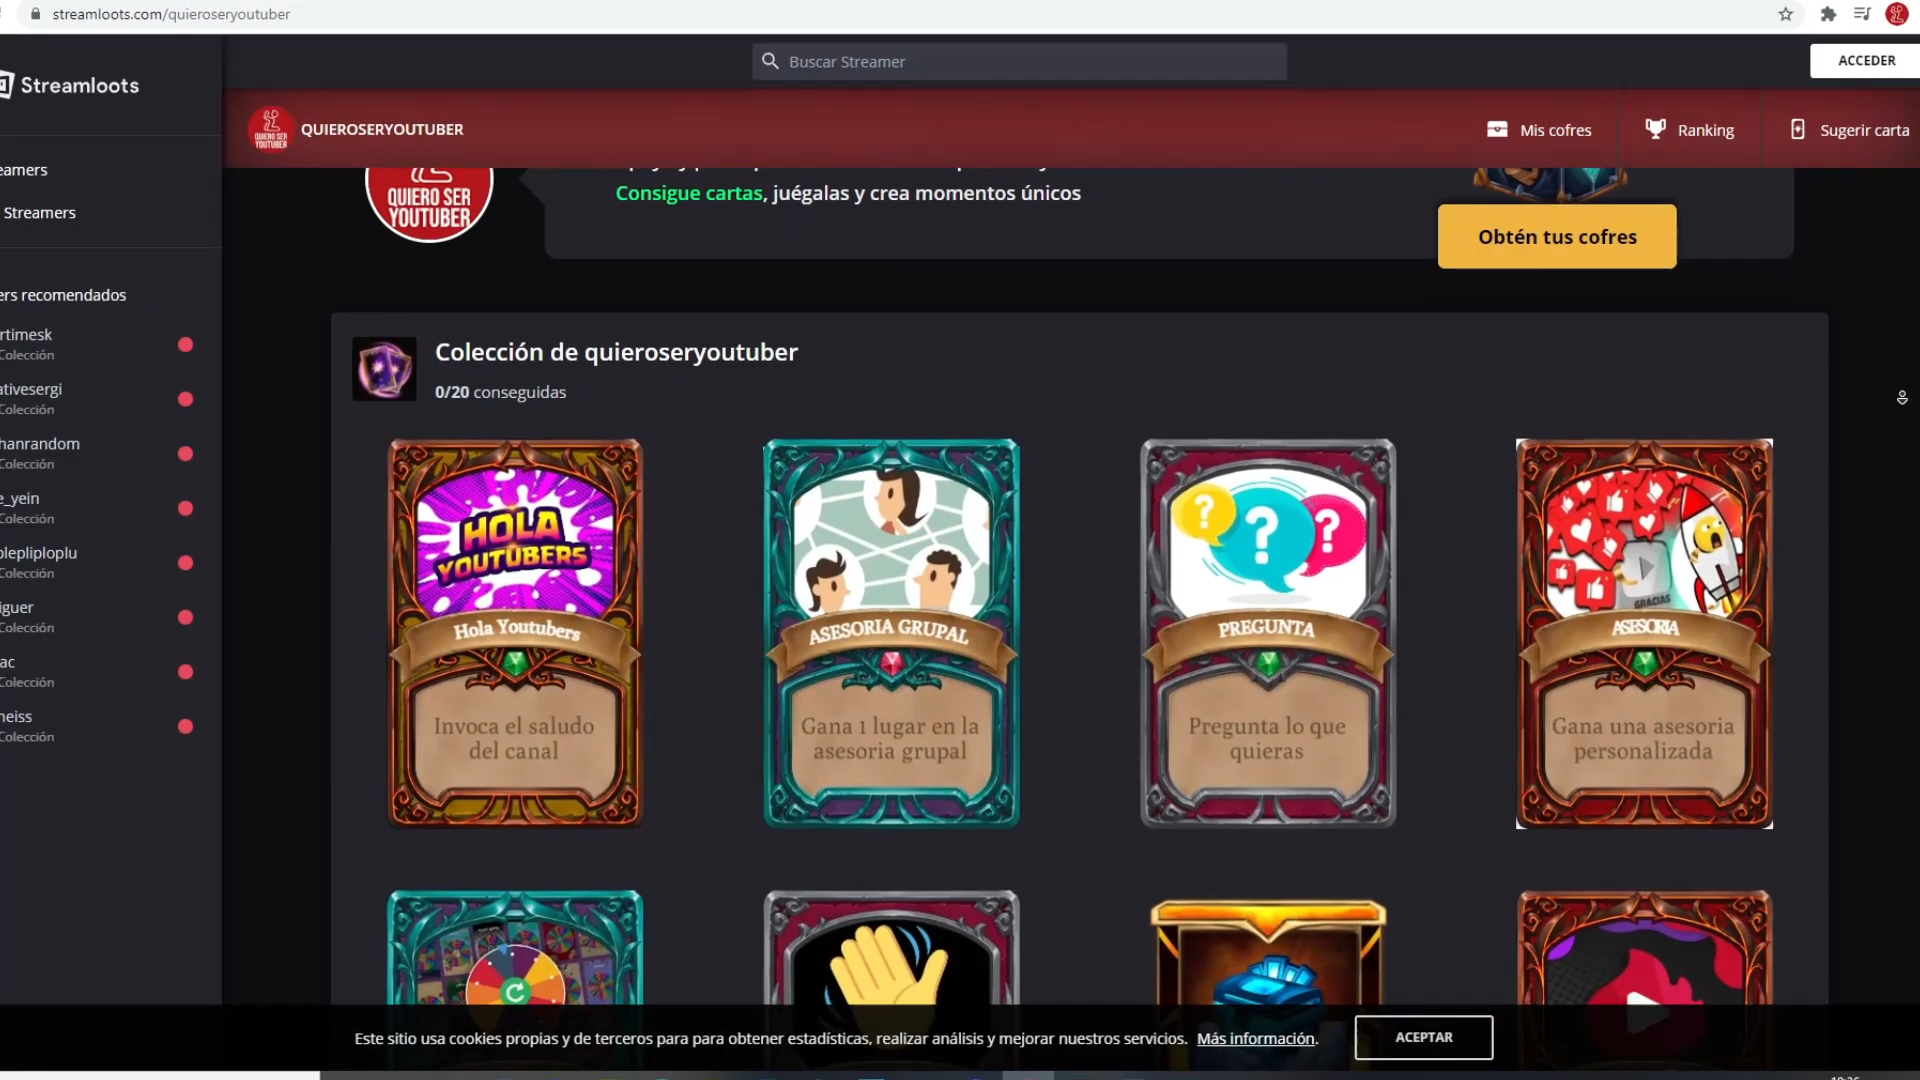 streamloots.com/quieroseryoutuber
Buscar Streamer
ACCEDER
Streamloots
QUIEROSERYOUTUBER
Mis cofres
Ranking
Sugerir carta
eamers
Streamers
QUIERO SER
YOUTUBER
Consigue cartas, juégalas y crea momentos únicos
Obtén tus cofres
ers recomendados
rtimesk
Colección
ativesergi
Colección
hanrandom
Colección
e_yein
Colección
olepliploplu
Colección
iguer
Colección
ac
Colección
neiss
Colección
Colección de quieroseryoutuber
0/20 conseguidas
HOLA
YOUTUBERS
Hola Youtubers
Invoca el saludo
del canal
ASESORIA GRUPAL
Gana 1 lugar en la
asesoria grupal
? ? ?
PREGUNTA
Pregunta lo que
quieras
GRACIAS
ASESORIA
Gana una asesoria
personalizada
Este sitio usa cookies propias y de terceros para para obtener estadísticas, realizar análisis y mejorar nuestros servicios. Más información.
ACEPTAR